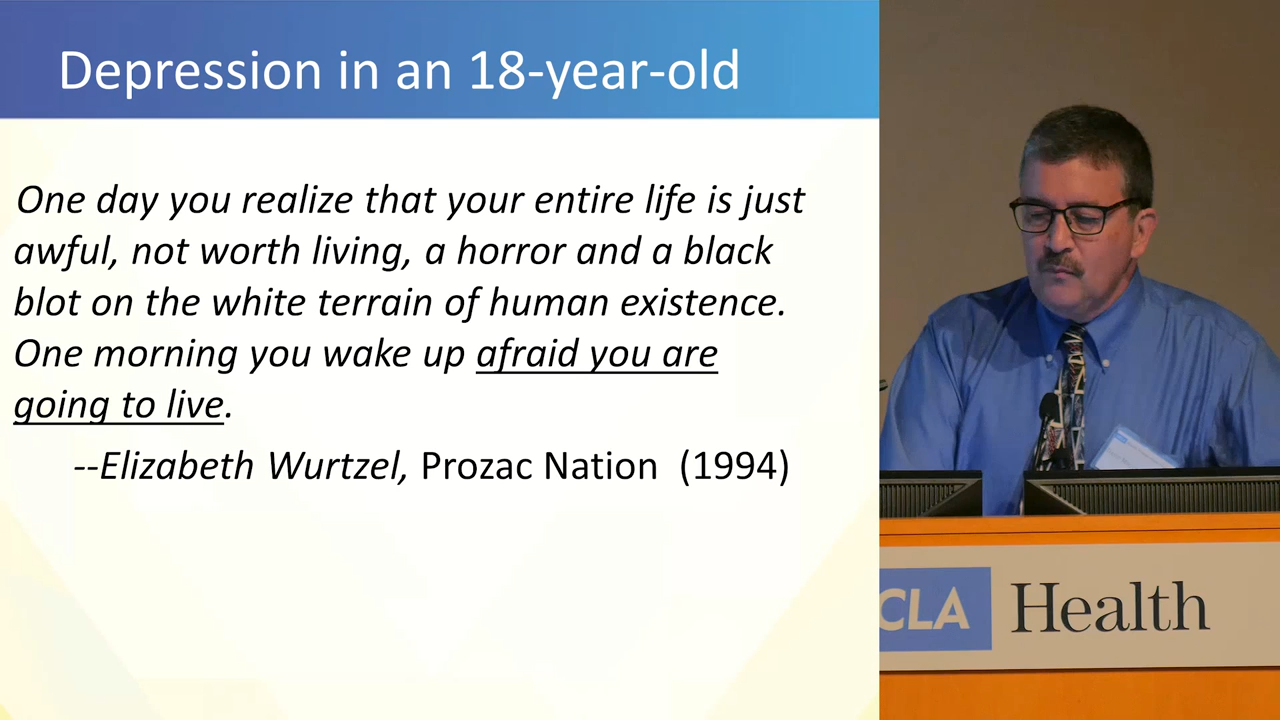 Depression in an 18-year-old
One day you realize that your entire life is just
awful, not worth living, a horror and a black
blot on the white terrain of human existence.
One morning you wake up afraid you are
going to live.
--Elizabeth Wurtzel, Prozac Nation (1994)
CLA Health